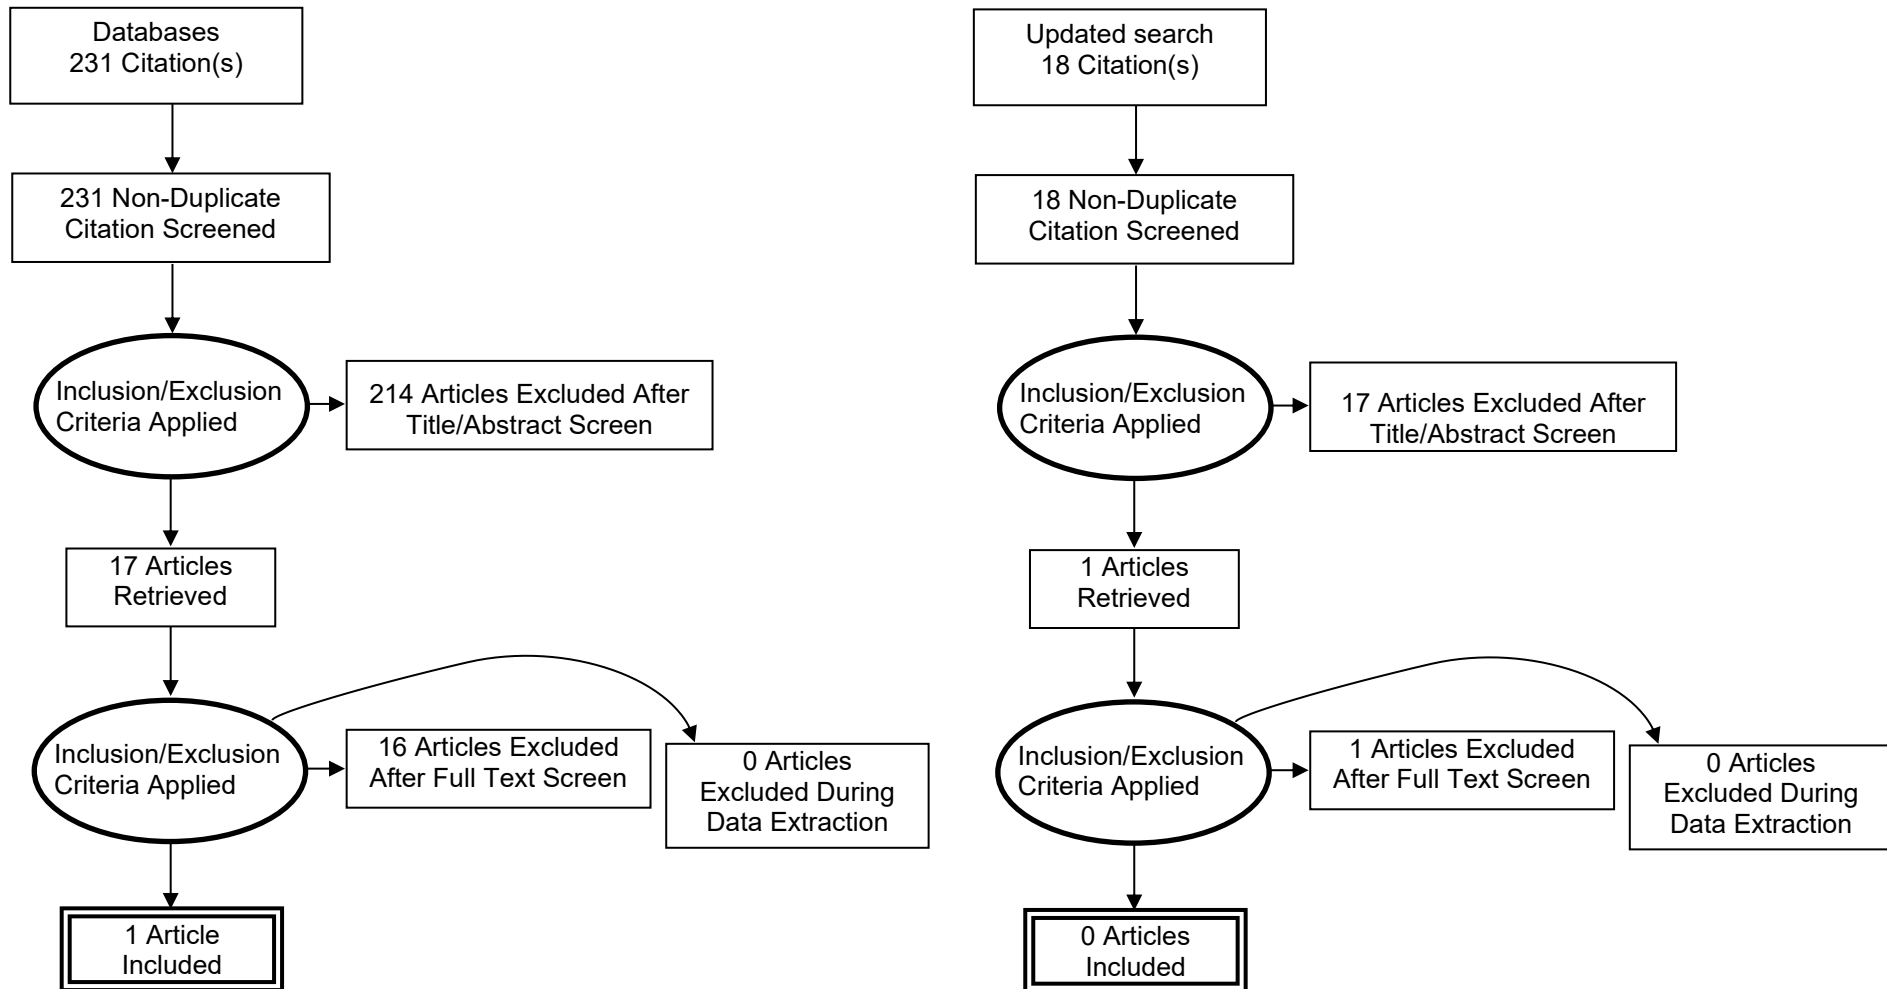 Databases
231 Citation(s)
231 Non-Duplicate
Citation Screened
Inclusion/Exclusion
Criteria Applied
214 Articles Excluded After
Title/Abstract Screen
17 Articles
Retrieved
Inclusion/Exclusion
Criteria Applied
16 Articles Excluded
After Full Text Screen
0 Articles
Excluded During
Data Extraction
1 Article
Included
Updated search
18 Citation(s)
18 Non-Duplicate
Citation Screened
Inclusion/Exclusion
Criteria Applied
17 Articles Excluded After
Title/Abstract Screen
1 Articles
Retrieved
Inclusion/Exclusion
Criteria Applied
1 Articles Excluded
After Full Text Screen
0 Articles
Excluded During
Data Extraction
0 Articles
Included